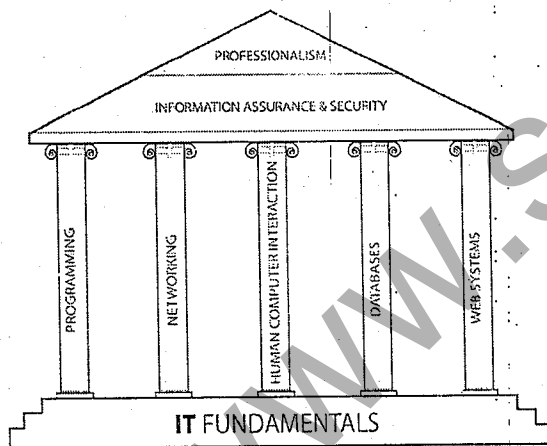 PROFESSIONALISM
INFORMATION ASSURANCE & SECURITY
PROGRAMMING
NETWORKING
HUMAN COMPUTER INTERACTION
DATABASES
WEB SYSTEMS
IT FUNDAMENTALS